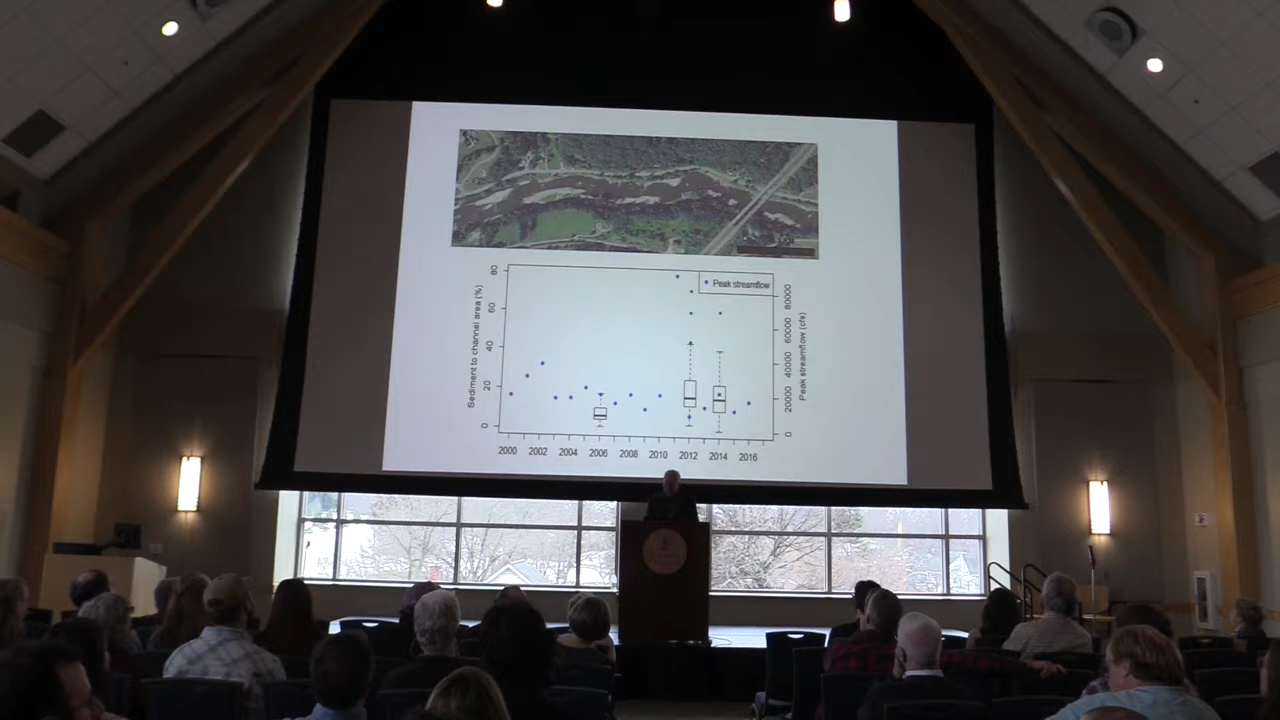 Peak streamflow
Sediment to channel area (%)
0 20 40 60 80
Peak streamflow (cfs)
0 20000 40000 60000 80000
2000 2002 2004 2006 2008 2010 2012 2014 2016